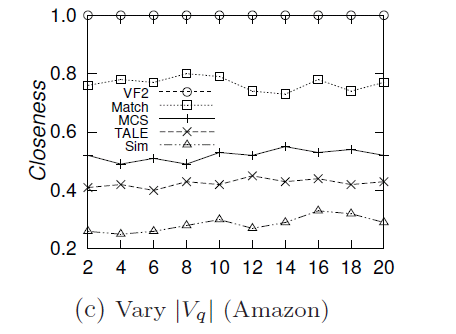 1.0
0.8
0.6
0.4
0.2
Closeness
VF2
Match
MCS
TALE
Sim
2 4 6 8 10 12 14 16 18 20
(c) Vary |Vq| (Amazon)